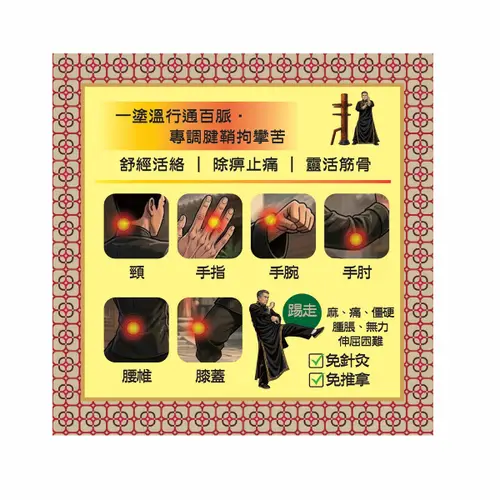 一塗溫行通百脈・
專調腱鞘拘攣苦
舒經活絡 | 除痹止痛 | 靈活筋骨
頸 手指 手腕 手肘
腰椎 膝蓋
踢走
麻、痛、僵硬
腫脹、無力
伸屈困難
免針灸
免推拿